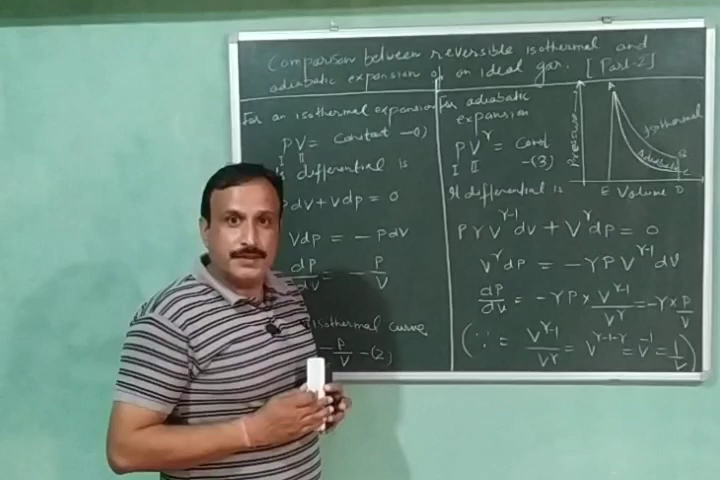 Comparison between reversible isothermal and
adiabatic expansion of an ideal gas. [Part-2]
For an isothermal expansion
PV = constant -(1)
I II
differential is
PdV + Vdp = 0
Vdp = - PdV
dP/dV = - P/V
isothermal curve
- P/V -(2)
For adiabatic
expansion
PV^γ = Const
I II -(3)
It differential is
PγV^γ-1 dv + V^γ dp = 0
V^γ dP = -γPV^γ-1 dV
dP/dV = -γP × V^γ-1/V^γ = -γ × P/V
(∵ = V^γ-1/V^γ = V^γ-1-γ = V^-1 = 1/V)
Pressure →
A
isothermal
Adiabatic
B
C
E Volume D